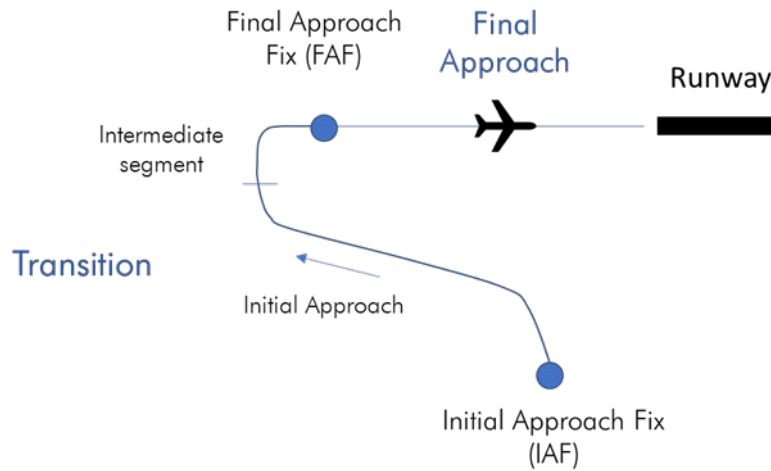 Final Approach
Fix (FAF)
Final
Approach
Runway
Intermediate
segment
Transition
Initial Approach
Initial Approach Fix
(IAF)